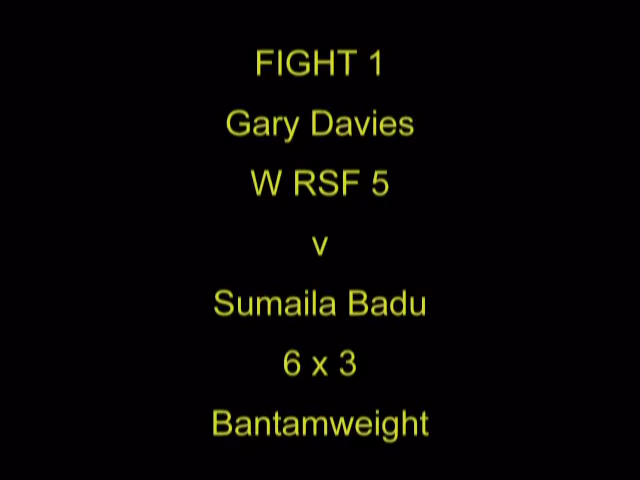 FIGHT 1
Gary Davies
W RSF 5
v
Sumaila Badu
6 x 3
Bantamweight